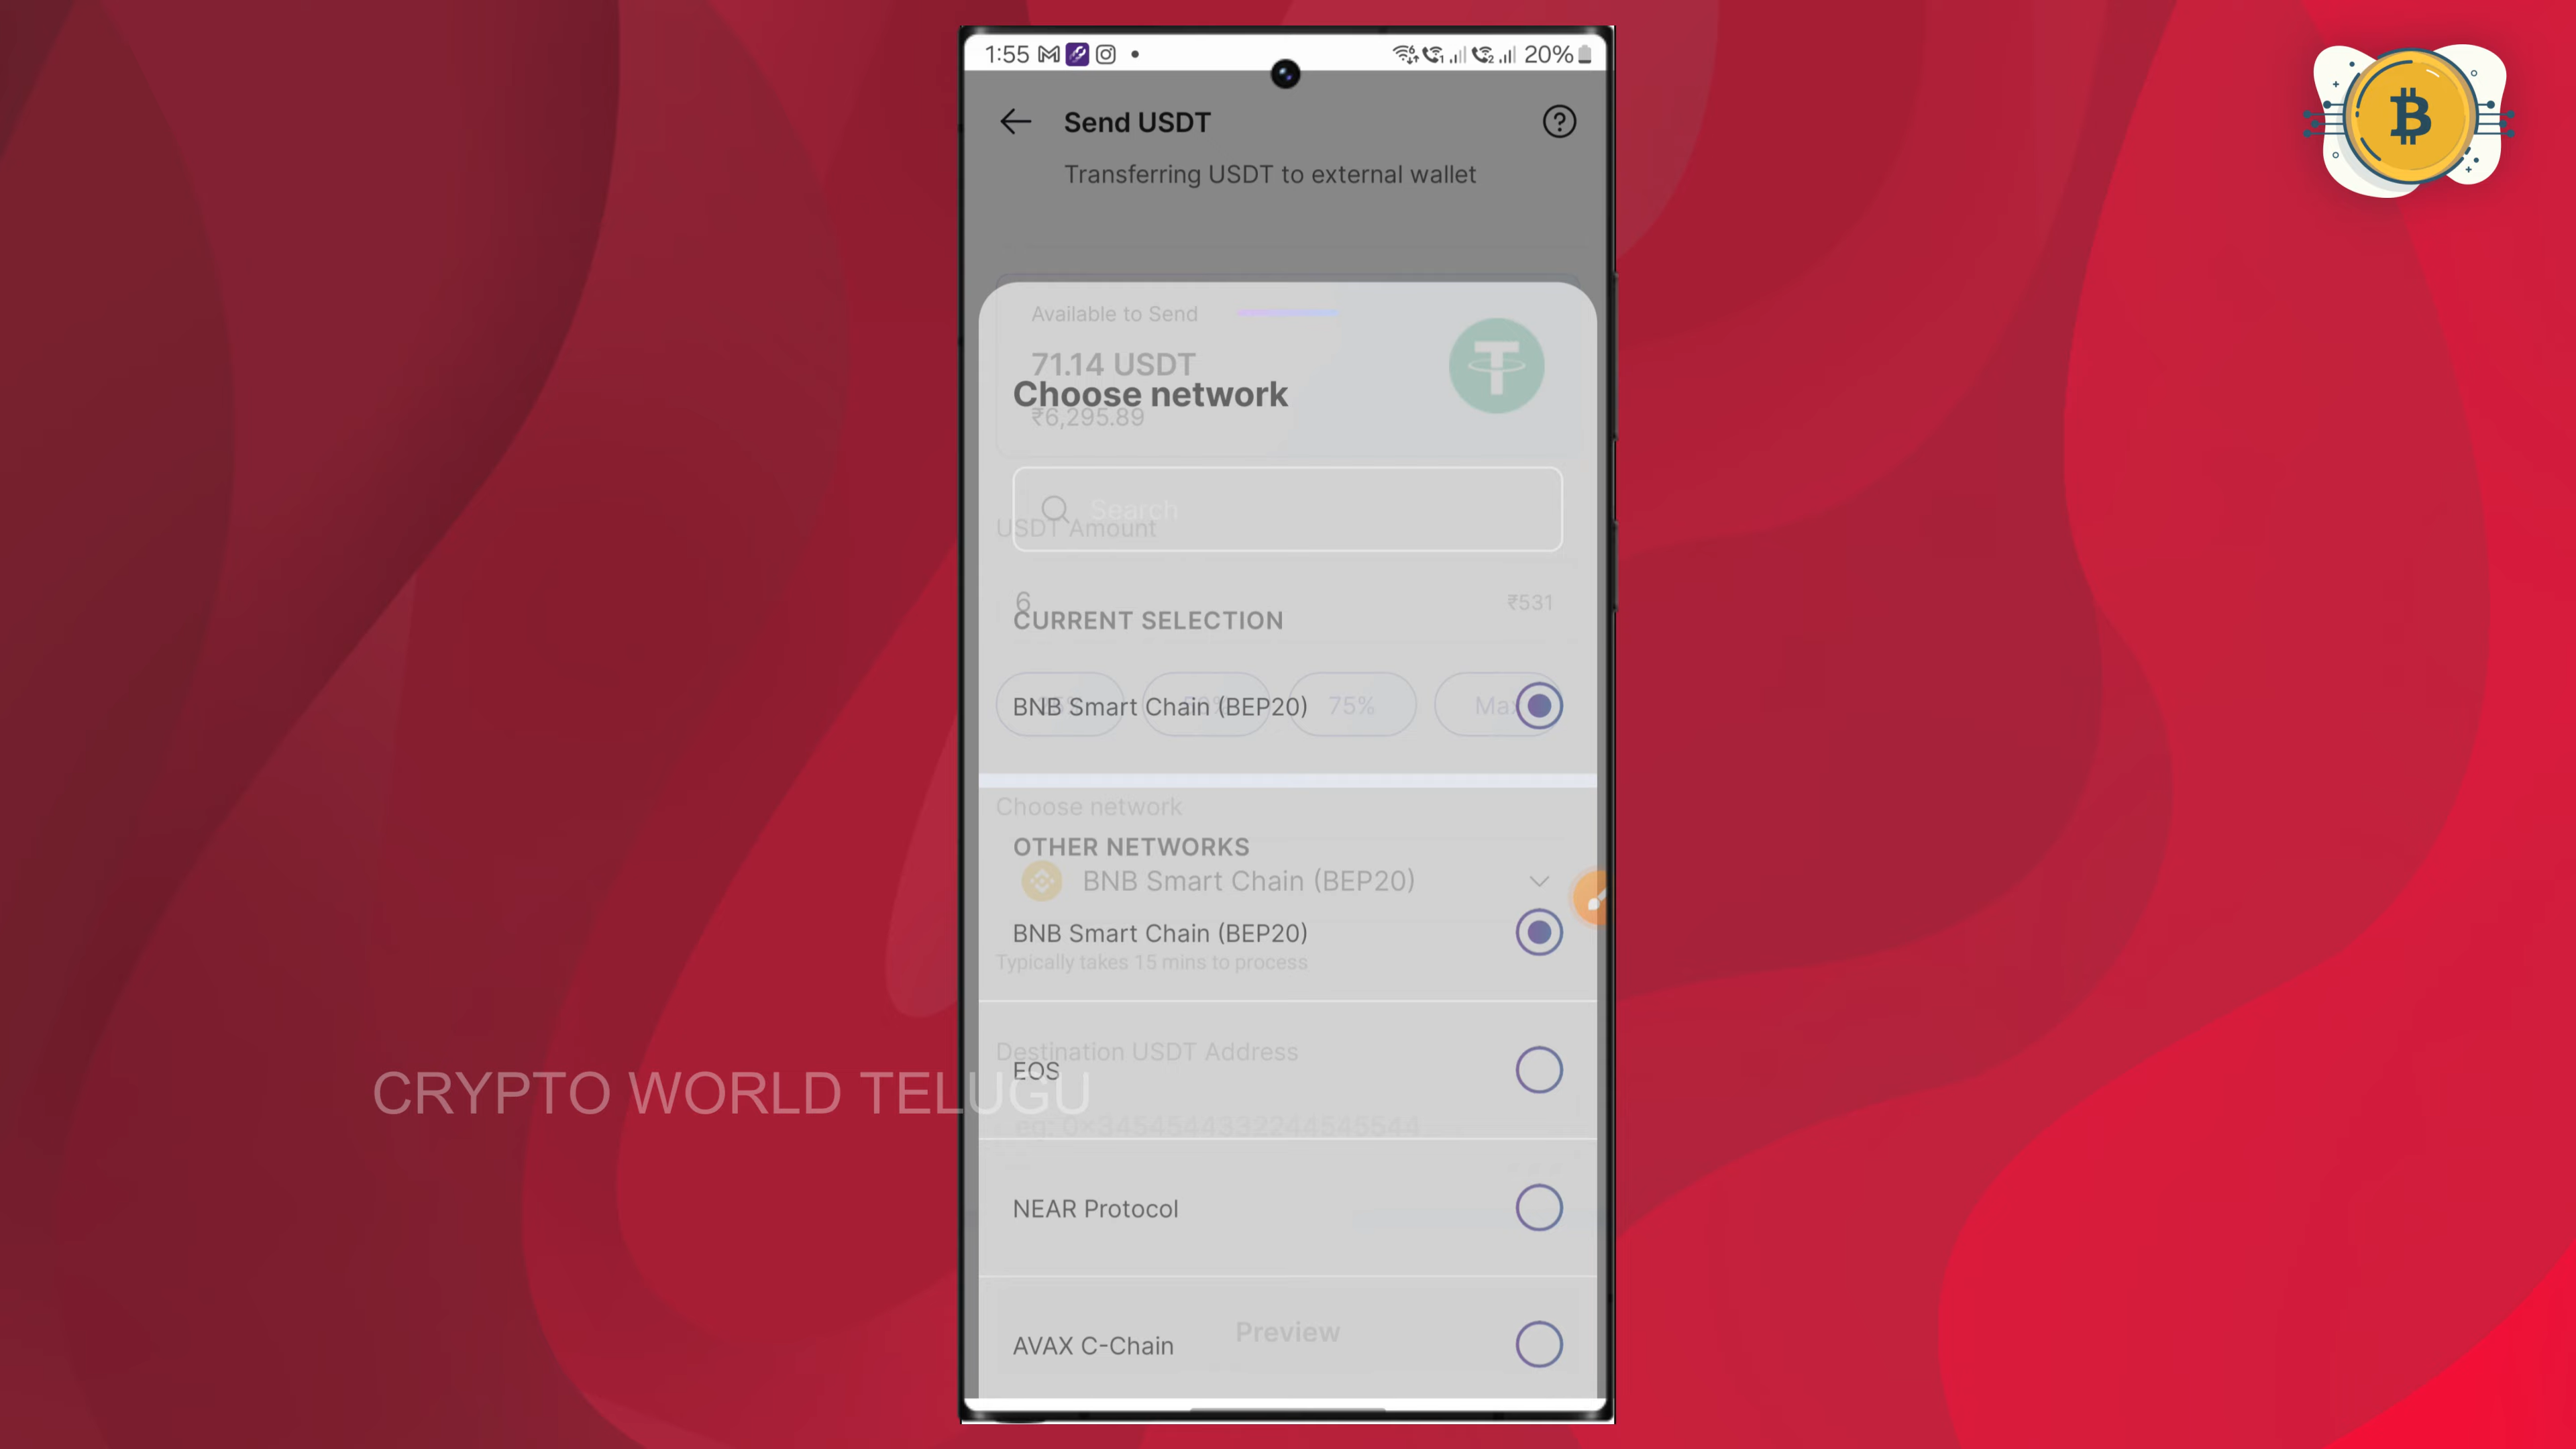 1:55
20%
Send USDT
Transferring USDT to external wallet
Available to Send
71.14 USDT
Choose network
₹6,295.89
Search
USDT Amount
6
₹531
CURRENT SELECTION
BNB Smart Chain (BEP20)
75%
Max
Choose network
OTHER NETWORKS
BNB Smart Chain (BEP20)
BNB Smart Chain (BEP20)
Typically takes 15 mins to process
Destination USDT Address
EOS
CRYPTO WORLD TELUGU
eg: 0x3454544332244545544
NEAR Protocol
Preview
AVAX C-Chain